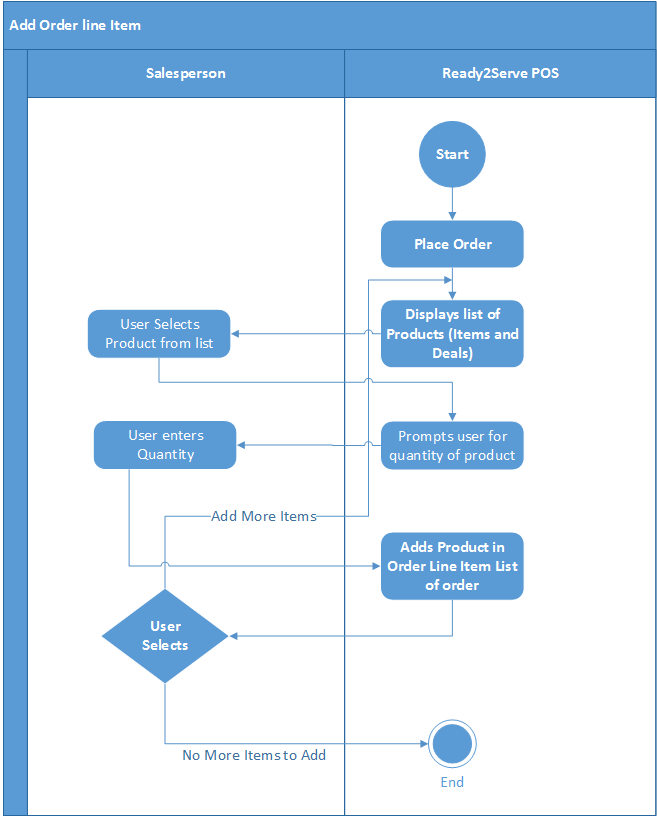 Add Order line Item
Salesperson
Ready2Serve POS
Start
Place Order
Displays list of
Products (Items and
Deals)
User Selects
Product from list
Prompts user for
quantity of product
User enters
Quantity
Add More Items
Adds Product in
Order Line Item List
of order
User
Selects
No More Items to Add
End